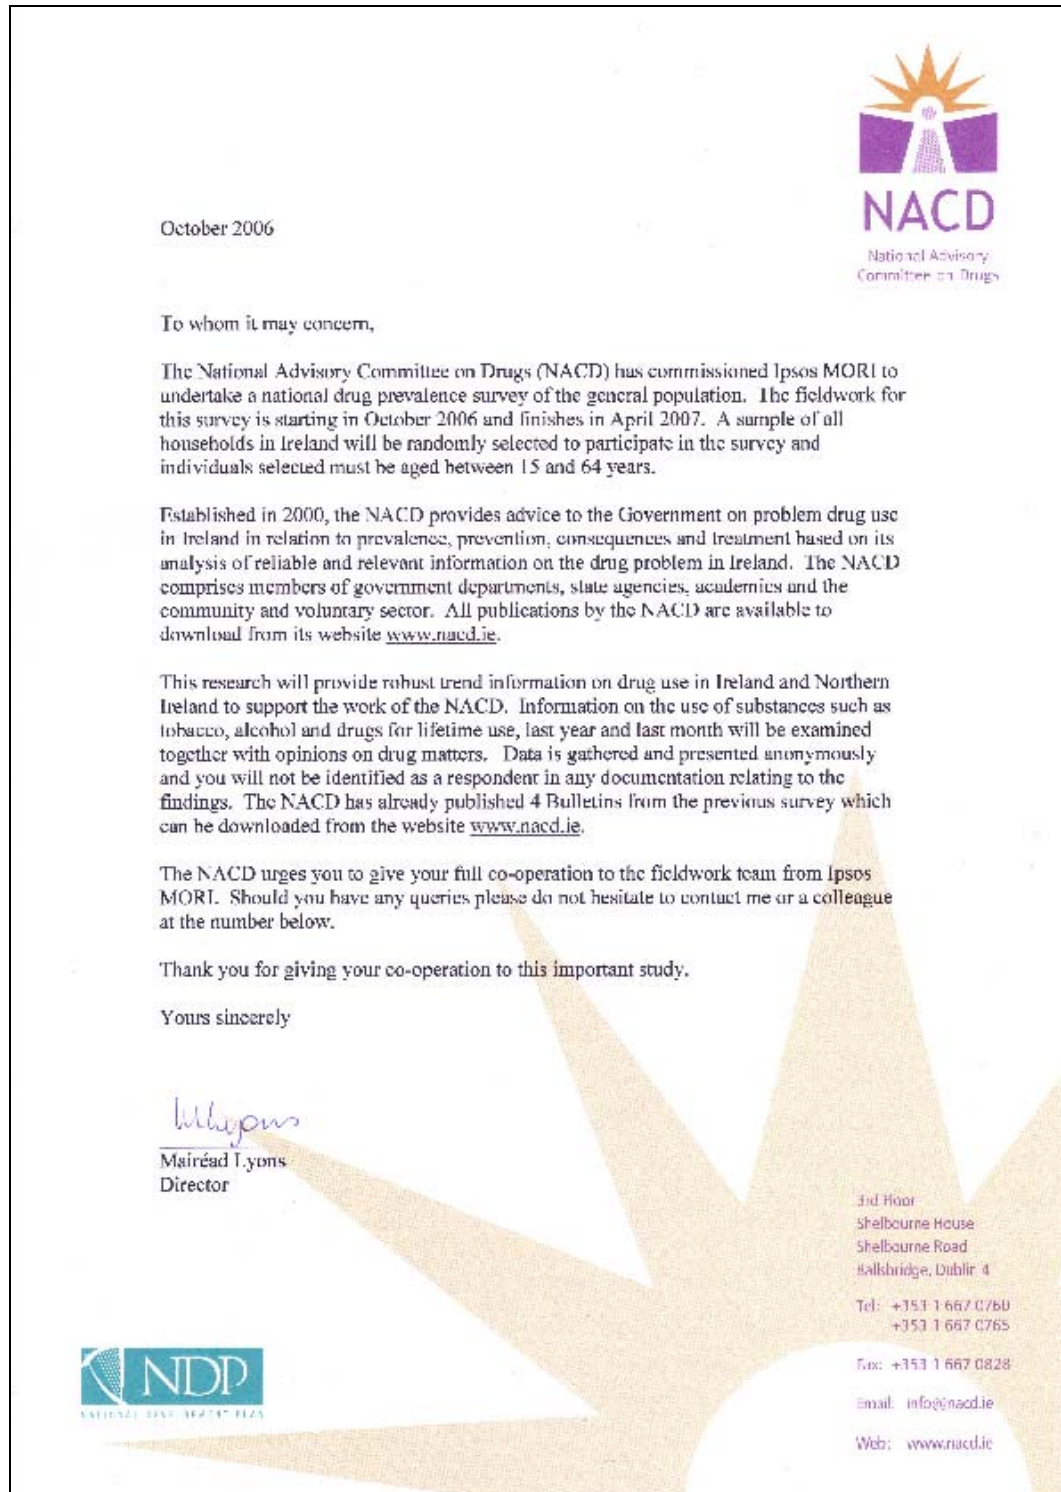 NACD
National Advisory
Committee on Drugs
October 2006
To whom it may concern,
The National Advisory Committee on Drugs (NACD) has commissioned Ipsos MORI to
undertake a national drug prevalence survey of the general population. The fieldwork for
this survey is starting in October 2006 and finishes in April 2007. A sample of all
households in Ireland will be randomly selected to participate in the survey and
individuals selected must be aged between 15 and 64 years.
Established in 2000, the NACD provides advice to the Government on problem drug use
in Ireland in relation to prevalence, prevention, consequences and treatment based on its
analysis of reliable and relevant information on the drug problem in Ireland. The NACD
comprises members of government departments, state agencies, academics and the
community and voluntary sector. All publications by the NACD are available to
download from its website www.nacd.ie.
This research will provide robust trend information on drug use in Ireland and Northern
Ireland to support the work of the NACD. Information on the use of substances such as
tobacco, alcohol and drugs for lifetime use, last year and last month will be examined
together with opinions on drug matters. Data is gathered and presented anonymously
and you will not be identified as a respondent in any documentation relating to the
findings. The NACD has already published 4 Bulletins from the previous survey which
can be downloaded from the website www.nacd.ie.
The NACD urges you to give your full co-operation to the fieldwork team from Ipsos
MORI. Should you have any queries please do not hesitate to contact me or a colleague
at the number below.
Thank you for giving your co-operation to this important study.
Yours sincerely
MLyons
Mairéad Lyons
Director
3rd Floor
Shelbourne House
Shelbourne Road
Ballsbridge, Dublin 4
Tel: +353 1 667 0760
+353 1 667 0765
Fax: +353 1 667 0828
Email: info@nacd.ie
Web: www.nacd.ie
NDP
NATIONAL DEVELOPMENT PLAN